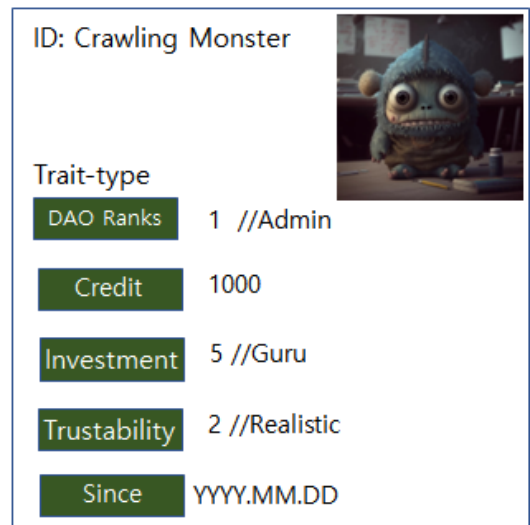 ID: Crawling Monster
Trait-type
DAO Ranks 1 //Admin
Credit 1000
Investment 5 //Guru
Trustability 2 //Realistic
Since YYYY.MM.DD